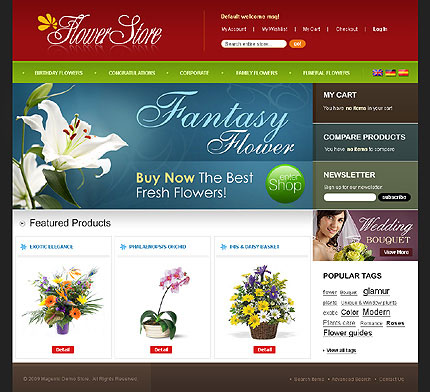 Flower Store
Default welcome msg!
My Account | My Wishlist | My Cart | Checkout | Log In
Search entire store... Go!
BIRTHDAY FLOWERS CONGRATULATIONS CORPORATE FAMILY FLOWERS FUNERAL FLOWERS
Fantasy
Flower
Buy Now The Best
Fresh Flowers!
enter
Shop
MY CART
You have no items in your cart
COMPARE PRODUCTS
You have no items to compare
NEWSLETTER
Sign up for our newsletter
subscribe
Wedding
BOUQUET
View More
Featured Products
EXOTIC ELEGANCE
PHALAENOPSIS ORCHID
IRIS & DAISY BASKET
Detail
Detail
Detail
POPULAR TAGS
flower Bouquet glamur
plants Unique & Window plants
exotic Color Modern
Plants care Romance Roses
Flower guides
View all tags
© 2009 Magento Demo Store. All Rights Reserved.
Search Terms Advanced Search Contact Us